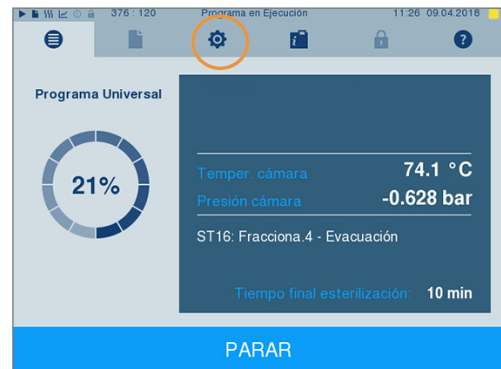 376 : 120 Programa en Ejecución 11:26 09.04.2018
Programa Universal
21%
Temper. cámara 74.1 °C
Presión cámara -0.628 bar
ST16: Fracciona.4 - Evacuación
Tiempo final esterilización: 10 min
PARAR